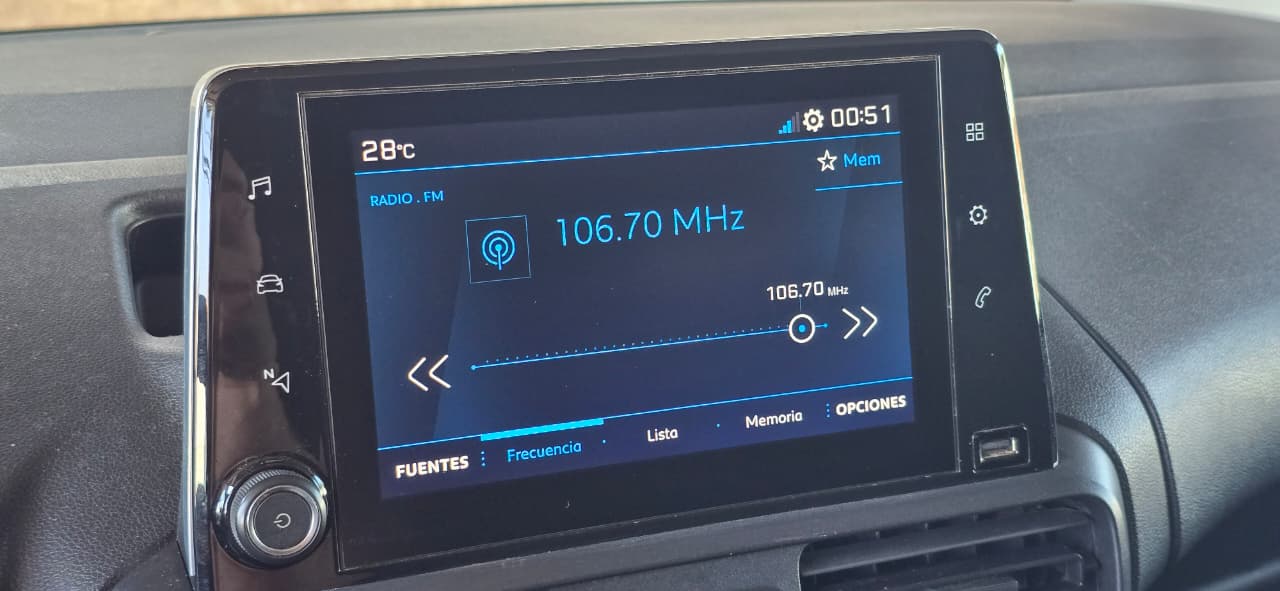 28°C
00:51
Mem
RADIO . FM
106.70 MHz
106.70 MHz
N
FUENTES
Frecuencia
Lista
Memoria
OPCIONES